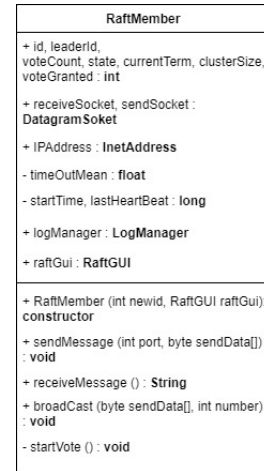 RaftMember
+ id, leaderId,
voteCount, state, currentTerm, clusterSize,
voteGranted : int
+ receiveSocket, sendSocket :
DatagramSoket
+ IPAddress : InetAddress
- timeOutMean : float
- startTime, lastHeartBeat : long
+ logManager : LogManager
+ raftGui : RaftGUI
+ RaftMember (int newid, RaftGUI raftGui):
constructor
+ sendMessage (int port, byte sendData[])
: void
+ receiveMessage () : String
+ broadCast (byte sendData[], int number)
: void
- startVote () : void